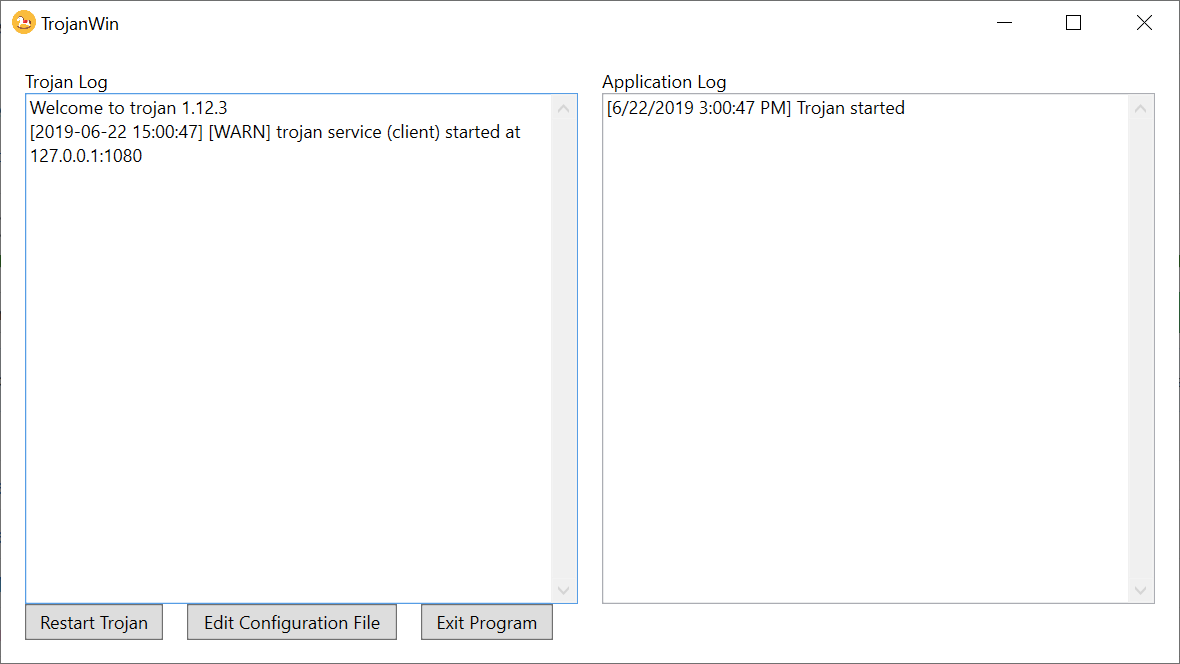 TrojanWin
Trojan Log
Welcome to trojan 1.12.3
[2019-06-22 15:00:47] [WARN] trojan service (client) started at
127.0.0.1:1080
Application Log
[6/22/2019 3:00:47 PM] Trojan started
Restart Trojan
Edit Configuration File
Exit Program